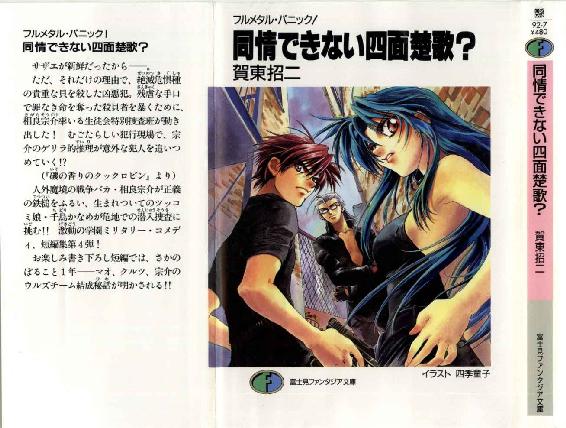 フルメタル・パニック!
同情できない四面楚歌?
サザエが新鮮だったから——。
ただ、それだけの理由で、絶滅危惧種
の貴重な貝を殺した凶悪犯。残虐な手口
で罪なき命を奪った殺貝者を暴くために、
相良宗介率いる生徒会特別捜査班が動き
出した! むごたらしい犯行現場で、宗
介のゲリラ的推理が意外な犯人を追いつ
めていく!?
(『磯の香りのクックロビン』より)
人外魔境の戦争バカ・相良宗介が正義
の鉄槌をふるい、生まれついてのツッコ
ミ娘・千鳥かなめが危地での潜入捜査に
挑む!! 激動の学園ミリタリー・コメデ
ィ、短編集第4弾!
お楽しみ書き下ろし短編では、さかの
ぼること1年——マオ、クルツ、宗介の
ウルズチーム結成秘話が明かされる!!
フルメタル・パニック!
同情できない四面楚歌?
賀東招二
イラスト 四季童子
富士見ファンタジア文庫
92-7
¥480
同情できない四面楚歌?
賀東招二
富士見ファンタジア文庫